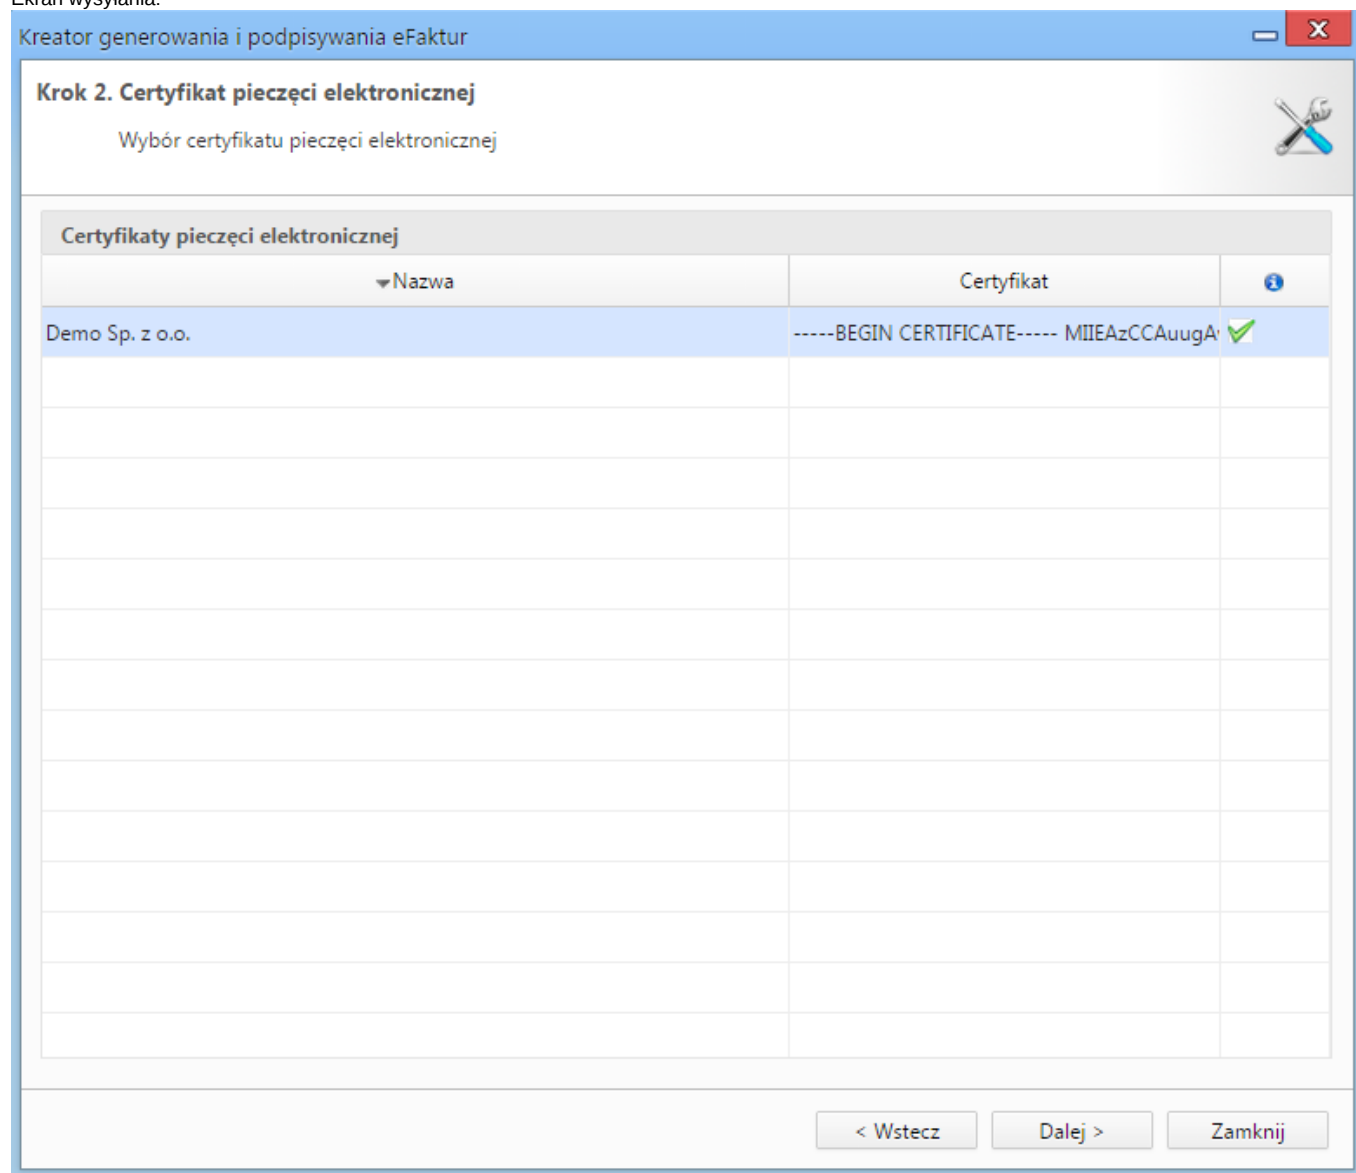 Ekran wysyłania.
Kreator generowania i podpisywania eFaktur
Krok 2. Certyfikat pieczęci elektronicznej
Wybór certyfikatu pieczęci elektronicznej
Certyfikaty pieczęci elektronicznej
Nazwa Certyfikat
Demo Sp. z o.o. -----BEGIN CERTIFICATE----- MIIEAzCCAuugA
< Wstecz Dalej > Zamknij